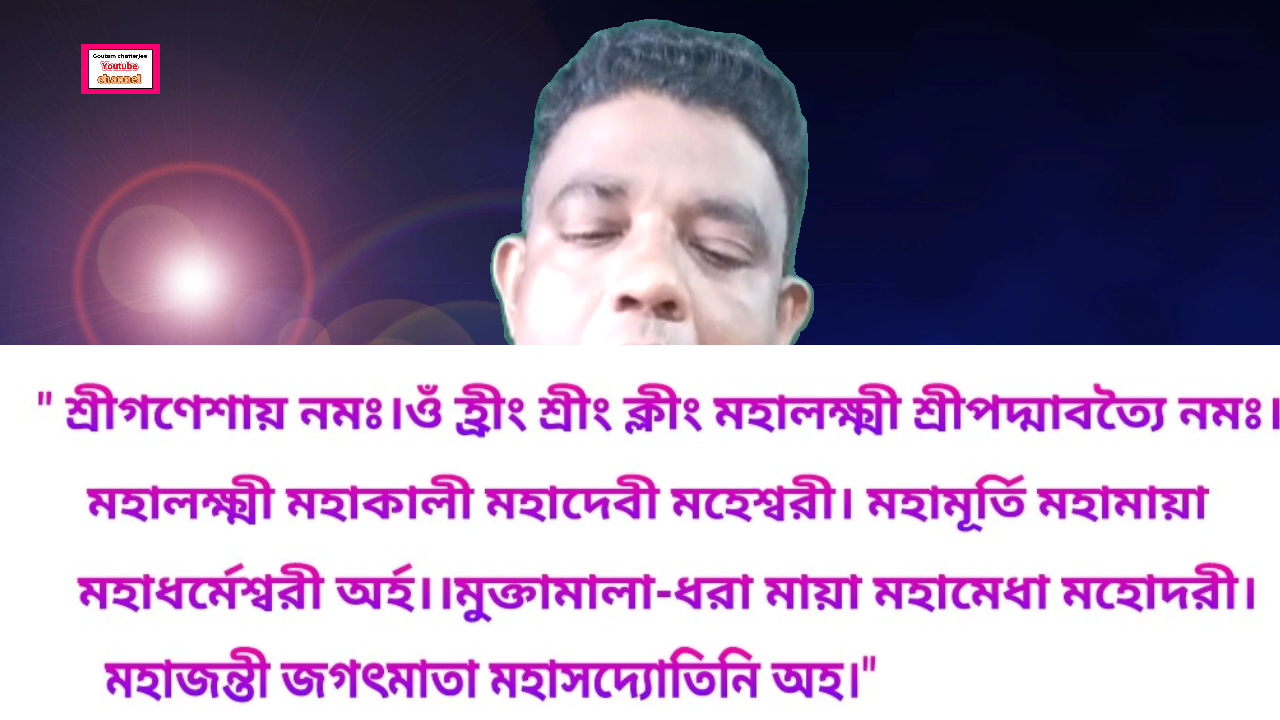 Goutam chatterjee
Youtube
channel
" শ্রীগণেশায় নমঃ।ওঁ হ্রীং শ্রীং ক্লীং মহালক্ষ্মী শ্রীপদ্মাবত্যৈ নমঃ।
মহালক্ষ্মী মহাকালী মহাদেবী মহেশ্বরী। মহামূর্তি মহামায়া
মহাধর্মেশ্বরী অর্হ।।মুক্তামালা-ধরা মায়া মহামেধা মহোদরী।
মহাজন্তী জগৎমাতা মহাসদ্যোতিনি অহ।"